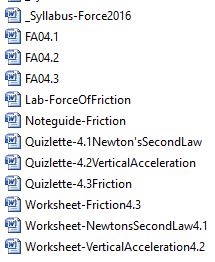 _Syllabus-Force2016
FA04.1
FA04.2
FA04.3
Lab-ForceOfFriction
Noteguide-Friction
Quizlette-4.1Newton'sSecondLaw
Quizlette-4.2VerticalAcceleration
Quizlette-4.3Friction
Worksheet-Friction4.3
Worksheet-NewtonsSecondLaw4.1
Worksheet-VerticalAcceleration4.2